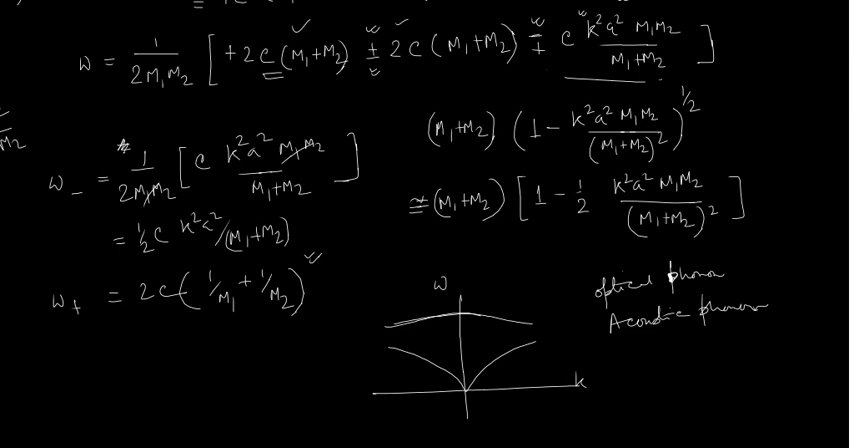 ω = 1/(2M₁M₂) [ +2c(M₁+M₂) ± 2c(M₁+M₂) ∓ c k²a² M₁M₂/(M₁+M₂) ]
(M₁+M₂) (1 − k²a² M₁M₂/(M₁+M₂)²)^(1/2)
ω₋ = 1/(2M₁M₂) [ c k²a² M₁M₂/(M₁+M₂) ]
≅ (M₁+M₂) [ 1 − 1/2 k²a² M₁M₂/(M₁+M₂)² ]
= 1/2 c k²a²/(M₁+M₂)
ω₊ = 2c(1/M₁ + 1/M₂)
optical phonon
Acoustic phonon
ω
k